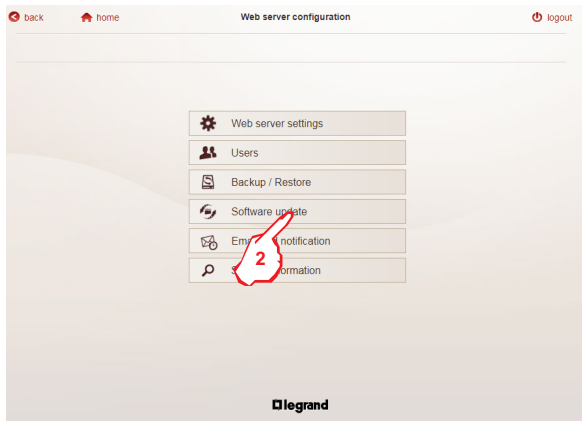 back home Web server configuration logout
Web server settings
Users
Backup / Restore
Software update
notification
2
legrand